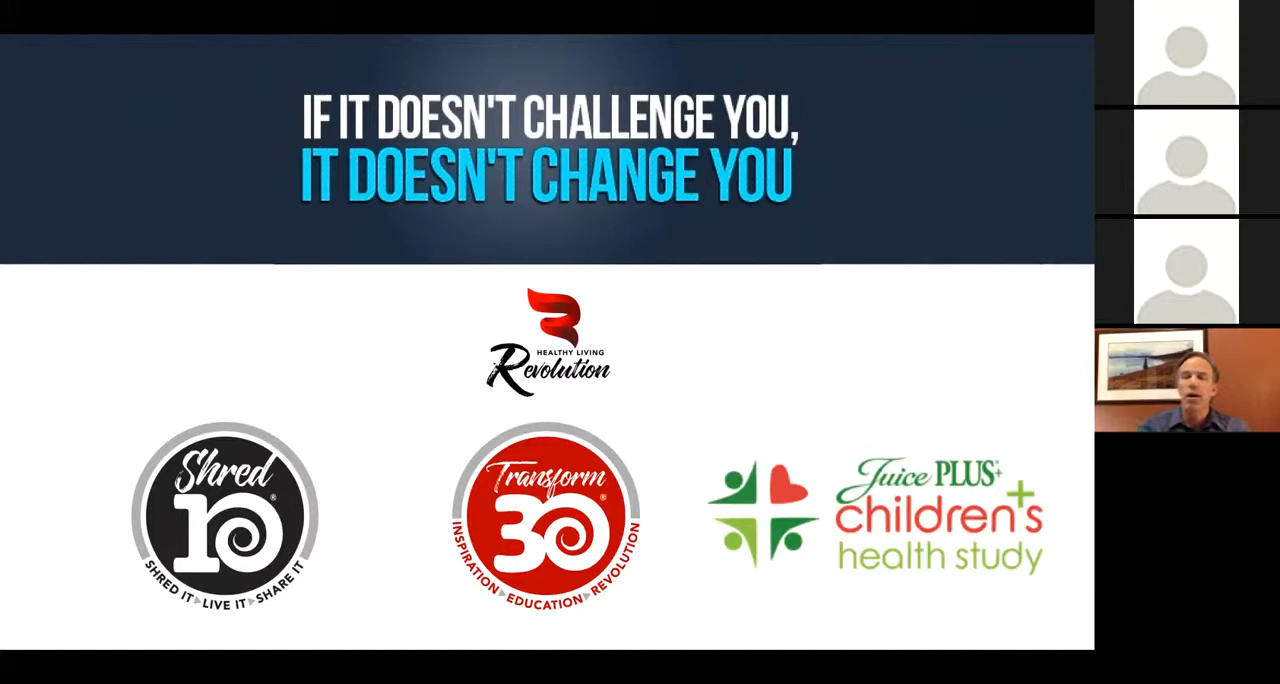 IF IT DOESN'T CHALLENGE YOU,
IT DOESN'T CHANGE YOU
HEALTHY LIVING
Revolution
Shred
10®
SHRED IT LIVE IT SHARE IT
Transform
30®
INSPIRATION EDUCATION REVOLUTION
Juice PLUS+®
children's
health study